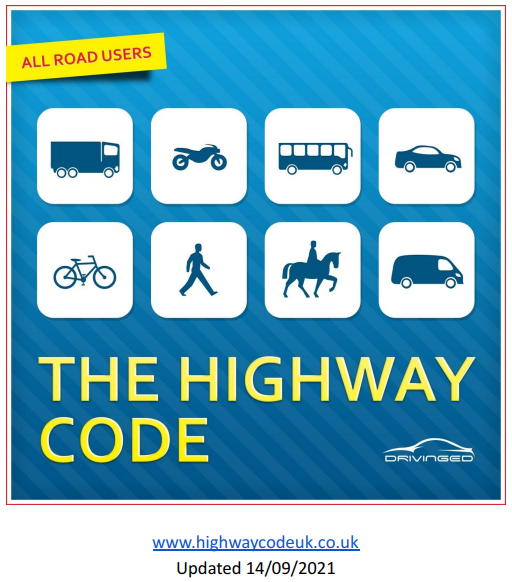 ALL ROAD USERS
THE HIGHWAY
CODE
DRIVINGED
www.highwaycodeuk.co.uk
Updated 14/09/2021